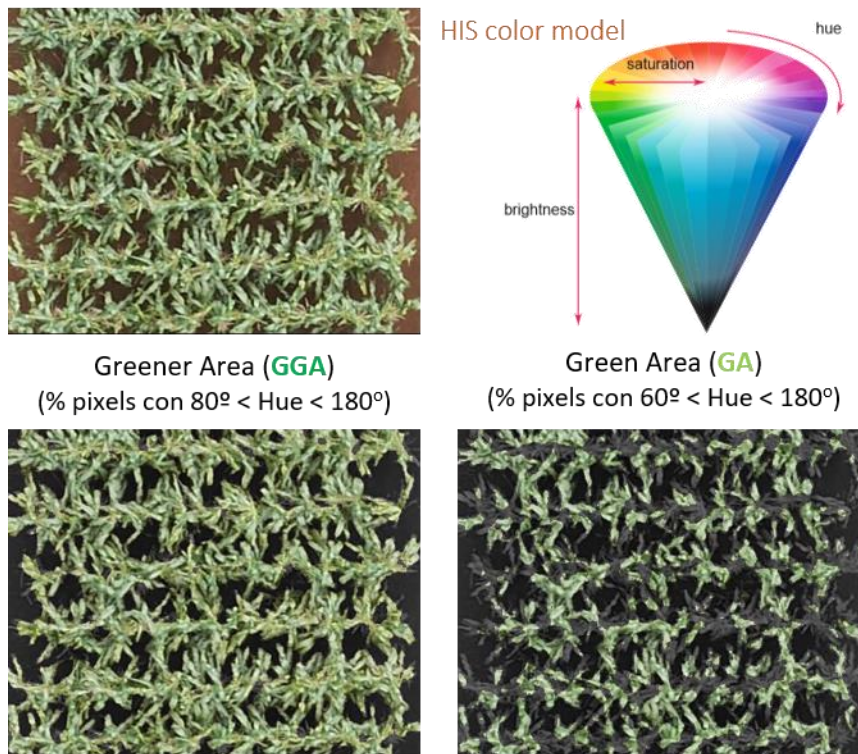 HIS color model
hue
saturation
brightness
Greener Area (GGA)
(% pixels con 80º < Hue < 180º)
Green Area (GA)
(% pixels con 60º < Hue < 180º)